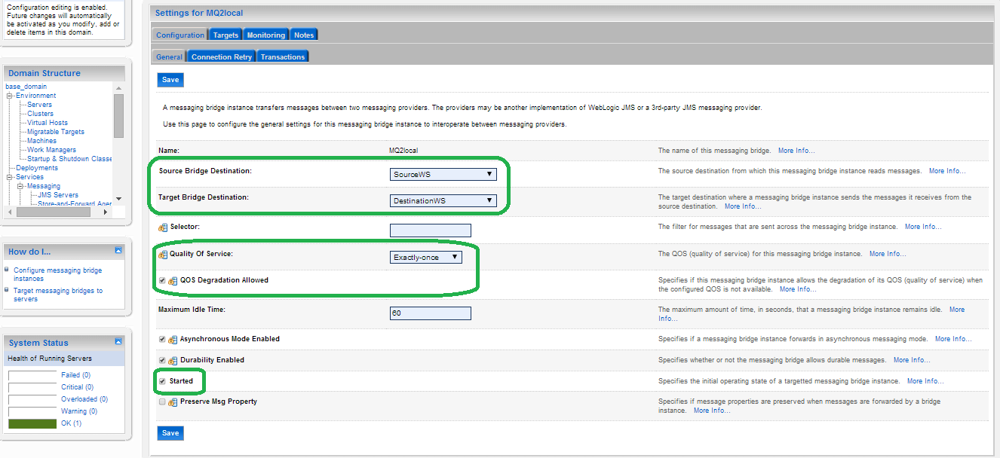 Configuration editing is enabled.
Future changes will automatically
be activated as you modify, add or
delete items in this domain.
Domain Structure
base_domain
Environment
Servers
Clusters
Virtual Hosts
Migratable Targets
Machines
Work Managers
Startup & Shutdown Classe
Deployments
Services
Messaging
JMS Servers
Store-and-Forward Agen
How do I...
Configure messaging bridge
instances
Target messaging bridges to
servers
System Status
Health of Running Servers
Failed (0)
Critical (0)
Overloaded (0)
Warning (0)
OK (1)
Settings for MQ2local
Configuration Targets Monitoring Notes
General Connection Retry Transactions
Save
A messaging bridge instance transfers messages between two messaging providers. The providers may be another implementation of WebLogic JMS or a 3rd-party JMS messaging provider.
Use this page to configure the general settings for this messaging bridge instance to interoperate between messaging providers.
Name: MQ2local The name of this messaging bridge. More Info...
Source Bridge Destination: SourceWS The source destination from which this messaging bridge instance reads messages. More Info...
Target Bridge Destination: DestinationWS The target destination where a messaging bridge instance sends the messages it receives from the
source destination. More Info...
Selector: The filter for messages that are sent across the messaging bridge instance. More Info...
Quality Of Service: Exactly-once The QOS (quality of service) for this messaging bridge instance. More Info...
QOS Degradation Allowed Specifies if this messaging bridge instance allows the degradation of its QOS (quality of service) when
the configured QOS is not available. More Info...
Maximum Idle Time: 60 The maximum amount of time, in seconds, that a messaging bridge instance remains idle. More
Info...
Asynchronous Mode Enabled Specifies if a messaging bridge instance forwards in asynchronous messaging mode. More Info...
Durability Enabled Specifies whether or not the messaging bridge allows durable messages. More Info...
Started Specifies the initial operating state of a targetted messaging bridge instance. More Info...
Preserve Msg Property Specifies if message properties are preserved when messages are forwarded by a bridge
instance. More Info...
Save